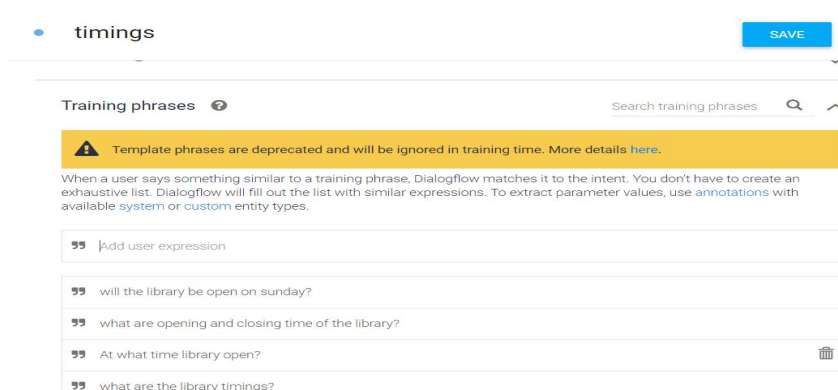 timings
SAVE
Training phrases
Search training phrases
Template phrases are deprecated and will be ignored in training time. More details here.
When a user says something similar to a training phrase, Dialogflow matches it to the intent. You don't have to create an
exhaustive list. Dialogflow will fill out the list with similar expressions. To extract parameter values, use annotations with
available system or custom entity types.
Add user expression
will the library be open on sunday?
what are opening and closing time of the library?
At what time library open?
what are the library timings?